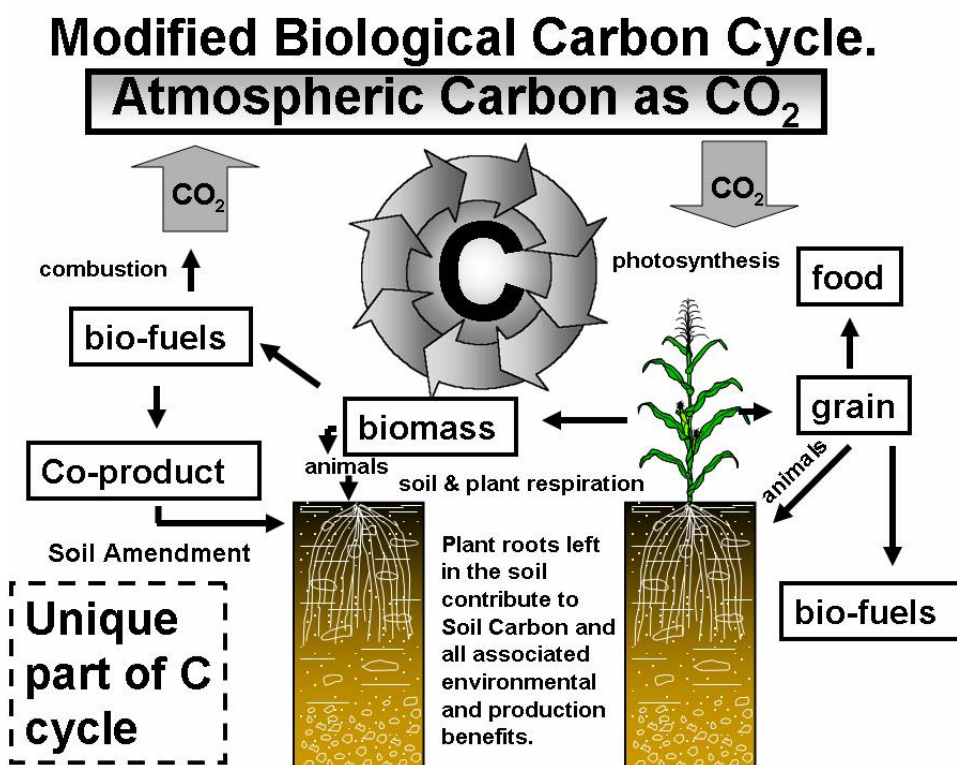 Modified Biological Carbon Cycle.
Atmospheric Carbon as CO₂
CO₂
CO₂
C
combustion
photosynthesis
food
bio-fuels
grain
biomass
Co-product
animals
animals
soil & plant respiration
Soil Amendment
Plant roots left
in the soil
contribute to
Soil Carbon and
all associated
environmental
and production
benefits.
bio-fuels
Unique
part of C
cycle